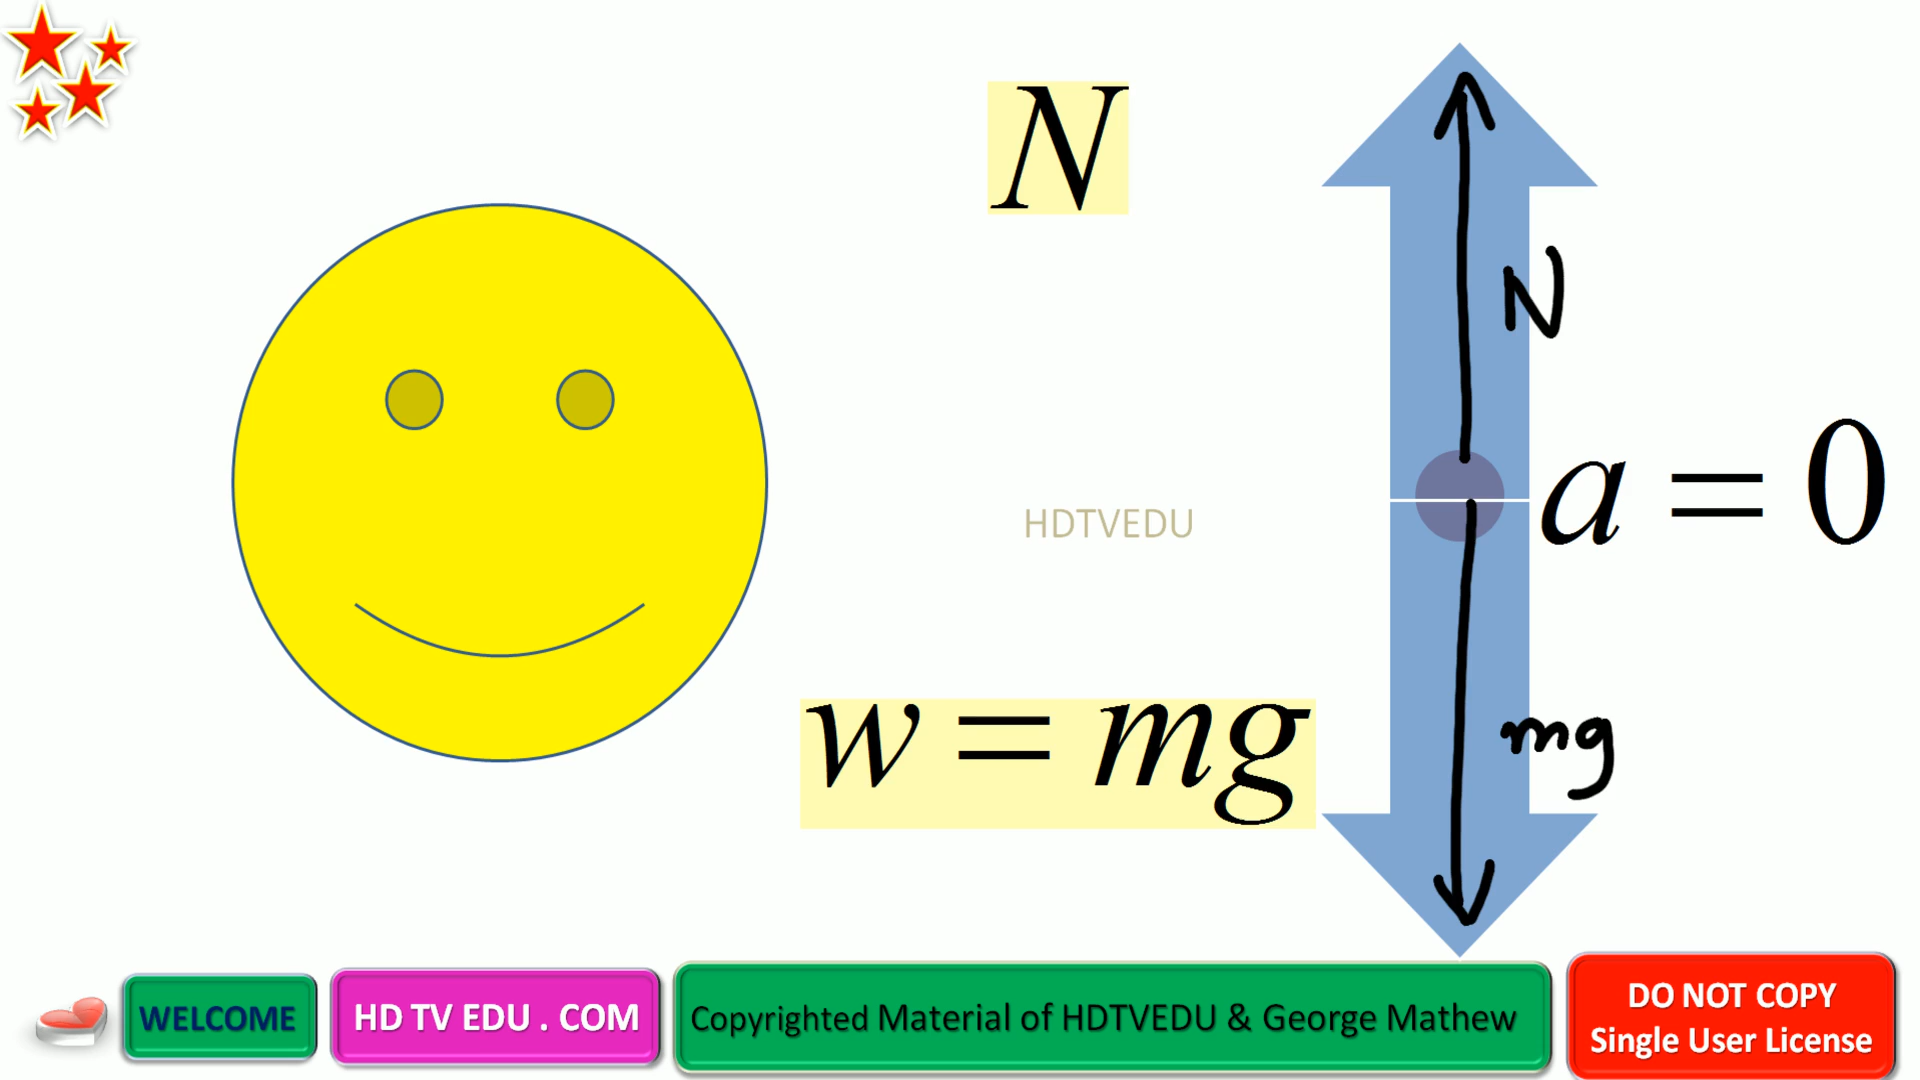 N
N
a = 0
HDTVEDU
w = mg
mg
WELCOME
HD TV EDU . COM
Copyrighted Material of HDTVEDU & George Mathew
DO NOT COPY
Single User License